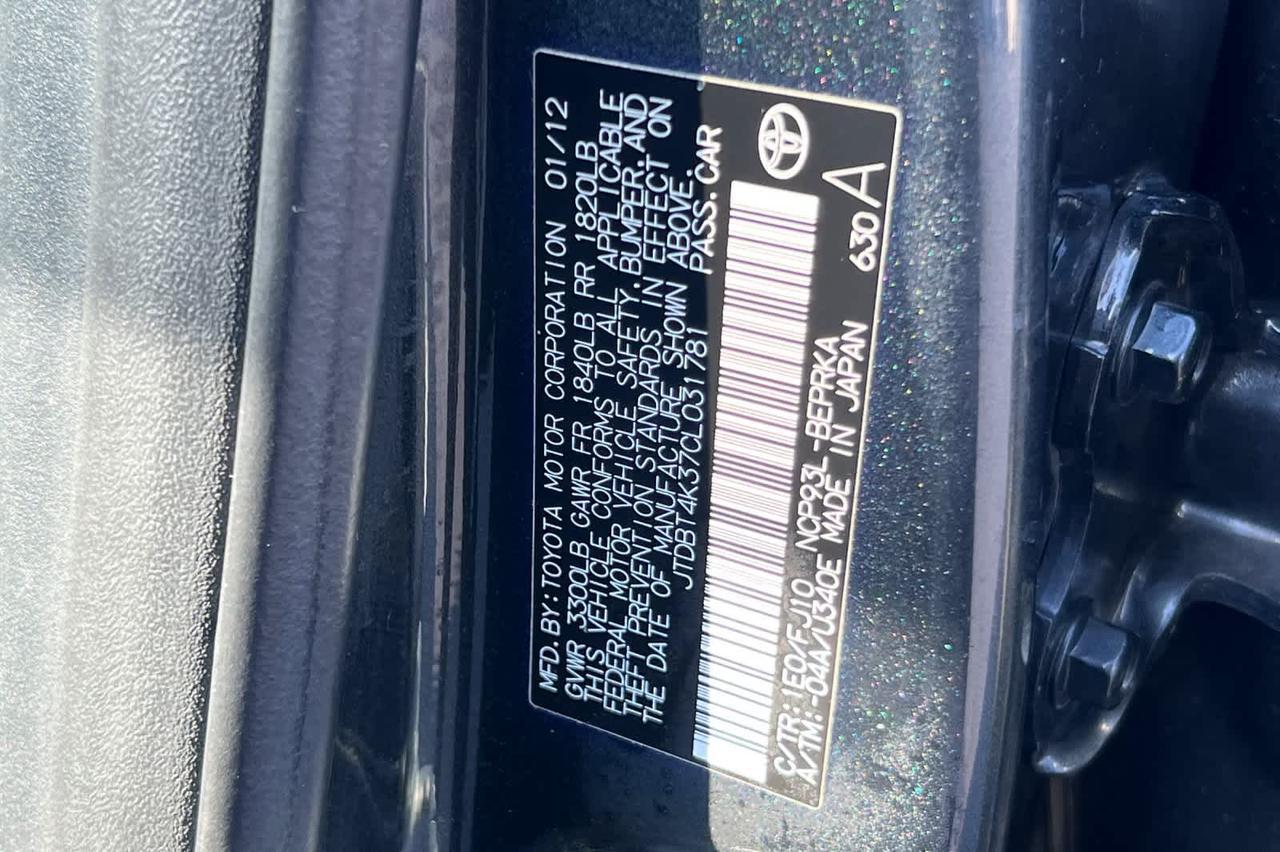 MFD. BY: TOYOTA MOTOR CORPORATION 01/12
GVWR 3300LB GAWR FR 1840LB RR 1820LB
THIS VEHICLE CONFORMS TO ALL APPLICABLE
FEDERAL MOTOR VEHICLE SAFETY, BUMPER, AND
THEFT PREVENTION STANDARDS IN EFFECT ON
THE DATE OF MANUFACTURE SHOWN ABOVE.
JTDBT4K37CL031781 PASS. CAR
C/TR: 1E0/FJ10 NCP93L-BEPRKA
A/TM: -04A/U340E MADE IN JAPAN 630 A